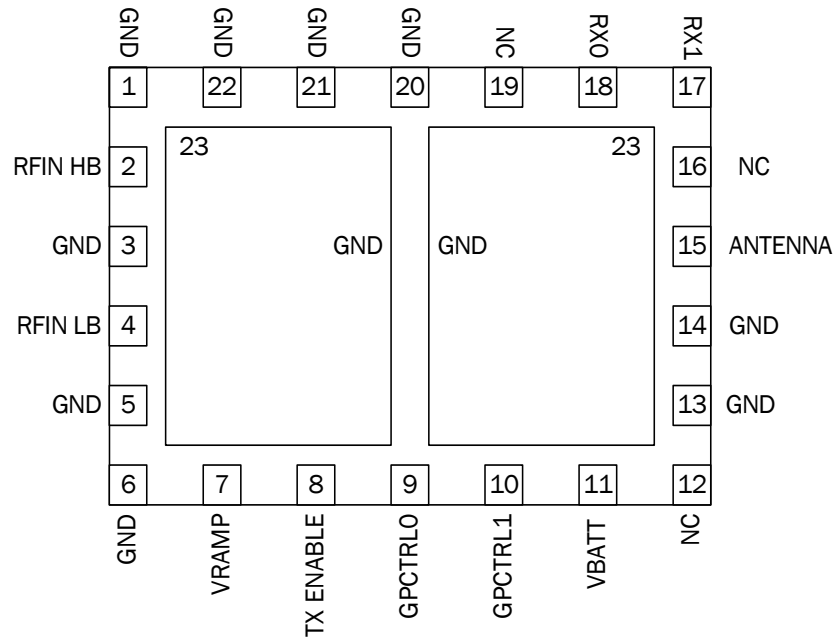 GND
GND
GND
GND
NC
RX0
RX1
1
22
21
20
19
18
17
23
23
RFIN HB
2
16
NC
GND
3
GND
GND
15
ANTENNA
RFIN LB
4
14
GND
GND
5
13
GND
6
7
8
9
10
11
12
GND
VRAMP
TX ENABLE
GPCTRL0
GPCTRL1
VBATT
NC